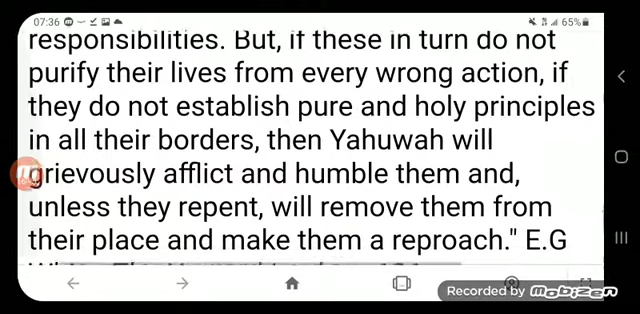 07:36
65%
responsibilities. But, if these in turn do not
purify their lives from every wrong action, if
they do not establish pure and holy principles
in all their borders, then Yahuwah will
grievously afflict and humble them and,
unless they repent, will remove them from
their place and make them a reproach." E.G
Recorded by Mobizen